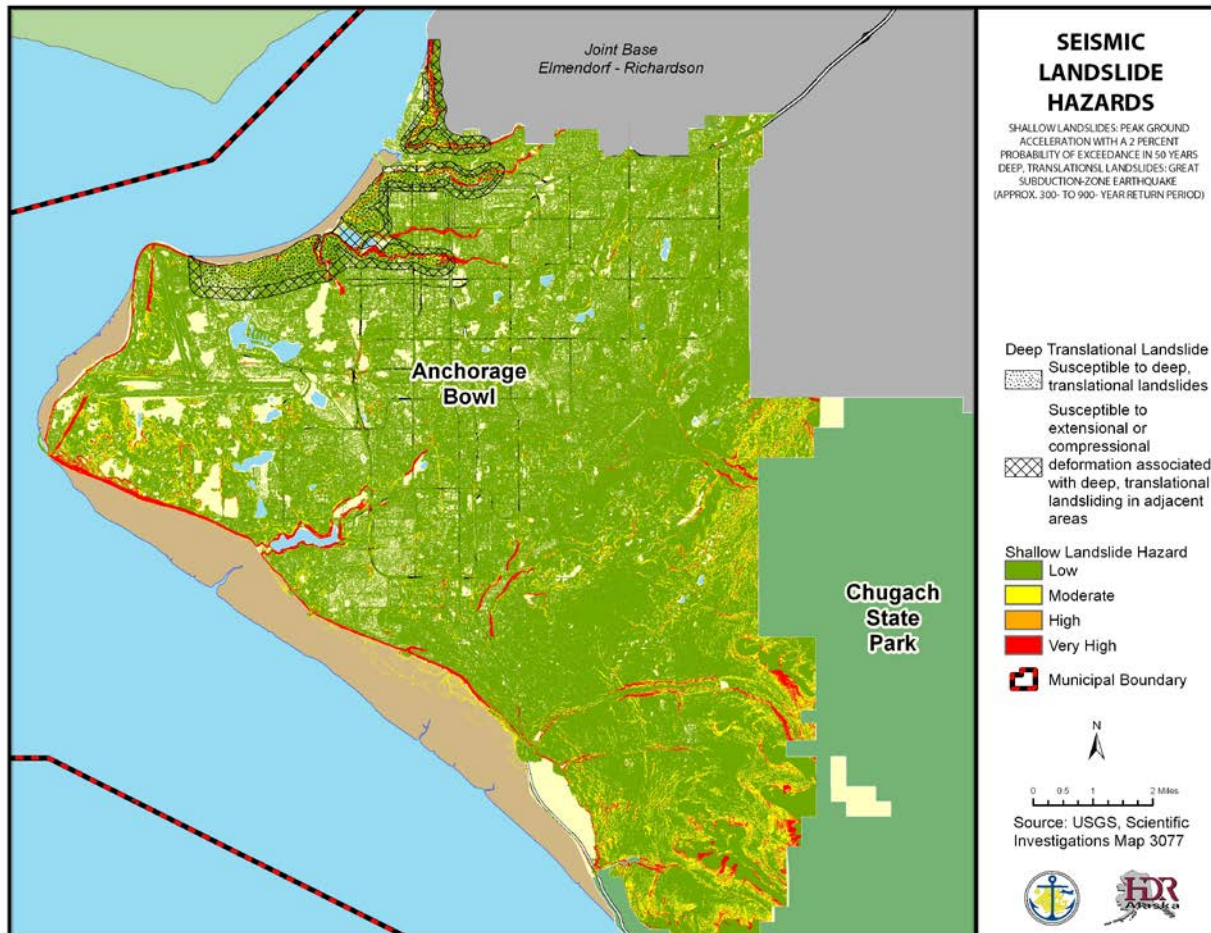 Joint Base
Elmendorf - Richardson
Anchorage
Bowl
Chugach
State
Park
SEISMIC
LANDSLIDE
HAZARDS
SHALLOW LANDSLIDES: PEAK GROUND
ACCELERATION WITH A 2 PERCENT
PROBABILITY OF EXCEEDANCE IN 50 YEARS
DEEP, TRANSLATIONSL LANDSLIDES: GREAT
SUBDUCTION-ZONE EARTHQUAKE
(APPROX. 300- TO 900- YEAR RETURN PERIOD)
Deep Translational Landslide
Susceptible to deep,
translational landslides
Susceptible to
extensional or
compressional
deformation associated
with deep, translational
landsliding in adjacent
areas
Shallow Landslide Hazard
Low
Moderate
High
Very High
Municipal Boundary
N
0 0.5 1 2 Miles
Source: USGS, Scientific
Investigations Map 3077
HDR
Alaska